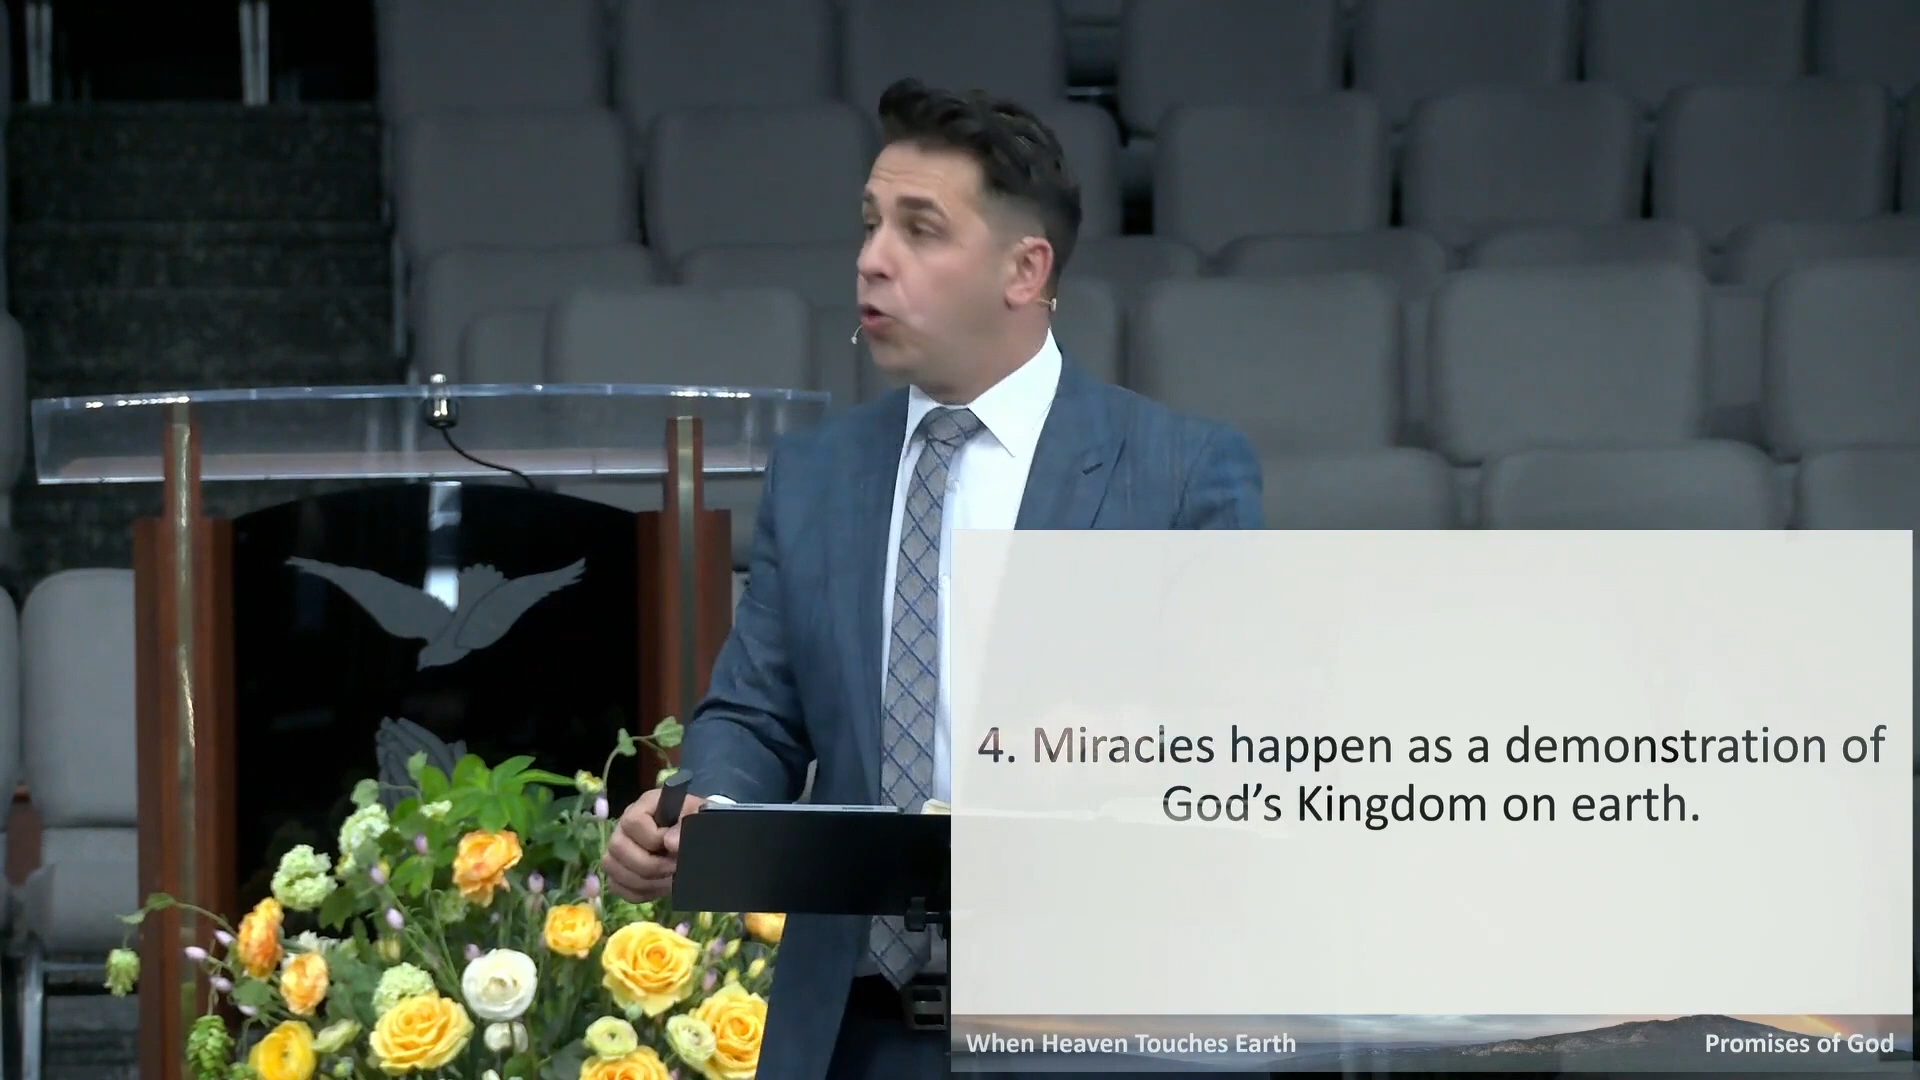 4. Miracles happen as a demonstration of
God’s Kingdom on earth.
When Heaven Touches Earth
Promises of God